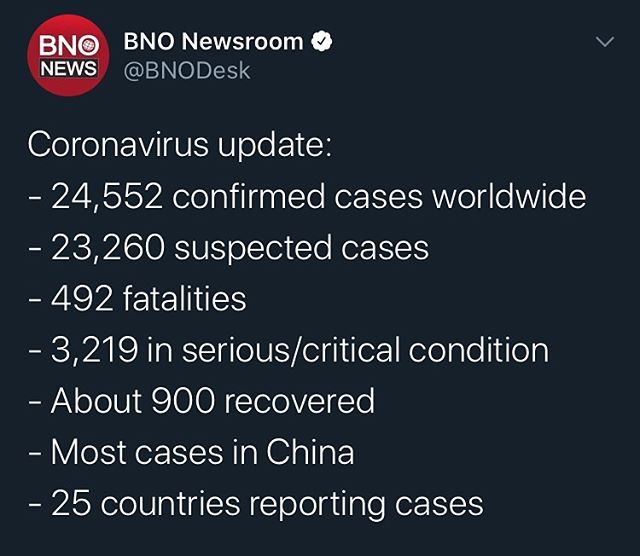 BNO
NEWS
BNO Newsroom
@BNODesk
Coronavirus update:
- 24,552 confirmed cases worldwide
- 23,260 suspected cases
- 492 fatalities
- 3,219 in serious/critical condition
- About 900 recovered
- Most cases in China
- 25 countries reporting cases